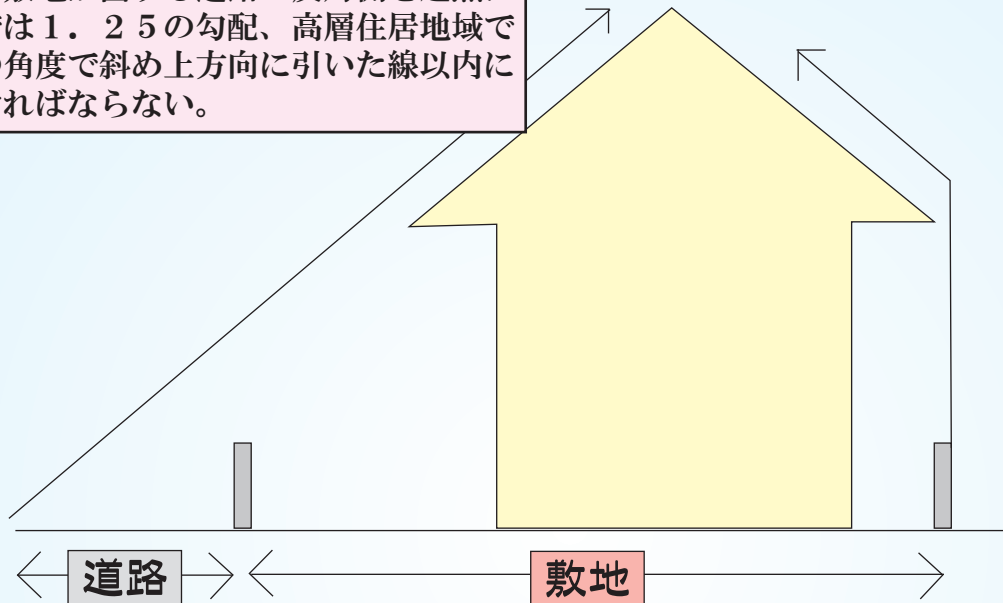 は１．２５の勾配、高層住居地域で
角度で斜め上方向に引いた線以内に
ればならない。
道路
敷地